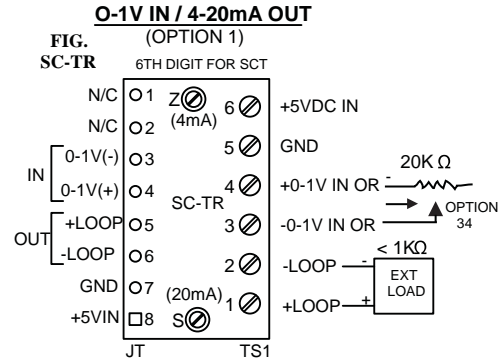 O-1V IN / 4-20mA OUT
(OPTION 1)
FIG.
SC-TR
6TH DIGIT FOR SCT
N/C 1 Z (4mA) 6 +5VDC IN
N/C 2
5 GND
IN 0-1V(-) 3
20K Ω
0-1V(+) 4 SC-TR 4 +0-1V IN OR -
OPTION
34
OUT +LOOP 5 3 -0-1V IN OR
-LOOP 6 2 -LOOP -
< 1KΩ
EXT
LOAD
GND 7 (20mA) 1 +LOOP +
+5VIN 8 S
JT TS1